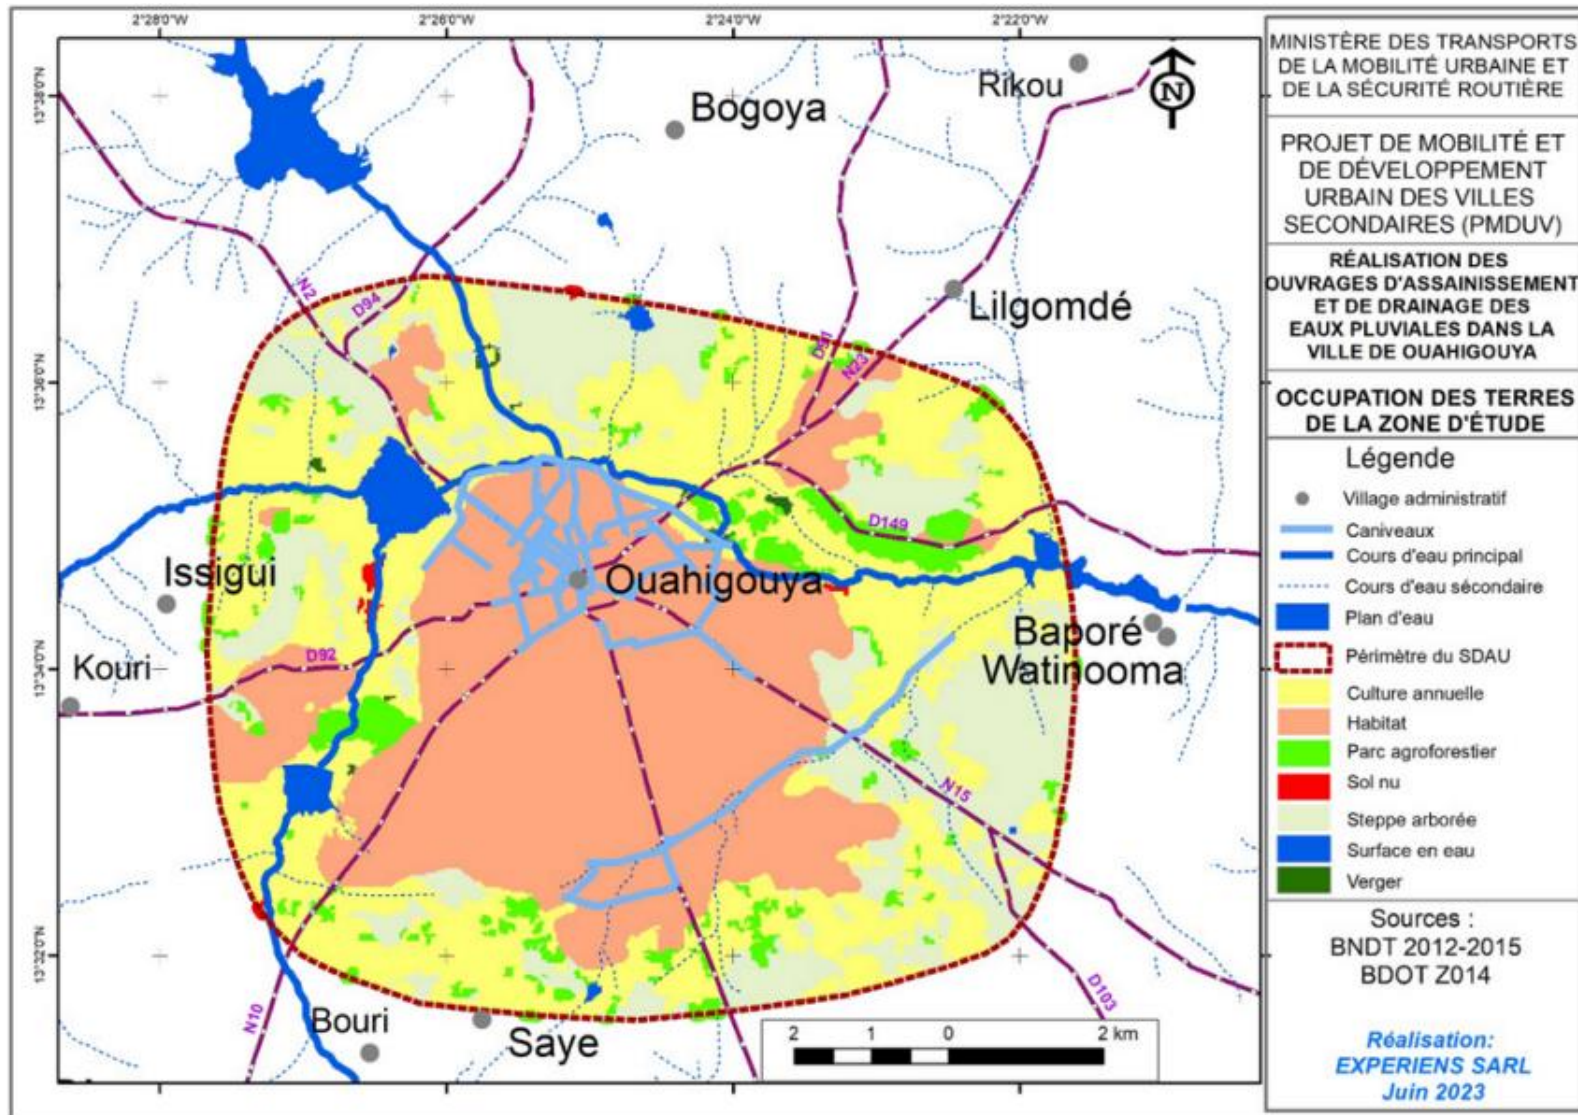 2°28'0"W
2°26'0"W
2°24'0"W
2°22'0"W
13°38'0"N
13°36'0"N
13°34'0"N
13°32'0"N
Rikou
N
Bogoya
Lilgomdé
N2
D94
D91
N23
D149
Issigui
Ouahigouya
Baporé
Watinooma
D92
Kouri
N15
N10
D103
Bouri
Saye
2 1 0 2 km
MINISTÈRE DES TRANSPORTS
DE LA MOBILITÉ URBAINE ET
DE LA SÉCURITÉ ROUTIÈRE
PROJET DE MOBILITÉ ET
DE DÉVELOPPEMENT
URBAIN DES VILLES
SECONDAIRES (PMDUV)
RÉALISATION DES
OUVRAGES D'ASSAINISSEMENT
ET DE DRAINAGE DES
EAUX PLUVIALES DANS LA
VILLE DE OUAHIGOUYA
OCCUPATION DES TERRES
DE LA ZONE D'ÉTUDE
Légende
Village administratif
Caniveaux
Cours d'eau principal
Cours d'eau sécondaire
Plan d'eau
Périmètre du SDAU
Culture annuelle
Habitat
Parc agroforestier
Sol nu
Steppe arborée
Surface en eau
Verger
Sources :
BNDT 2012-2015
BDOT Z014
Réalisation:
EXPERIENS SARL
Juin 2023